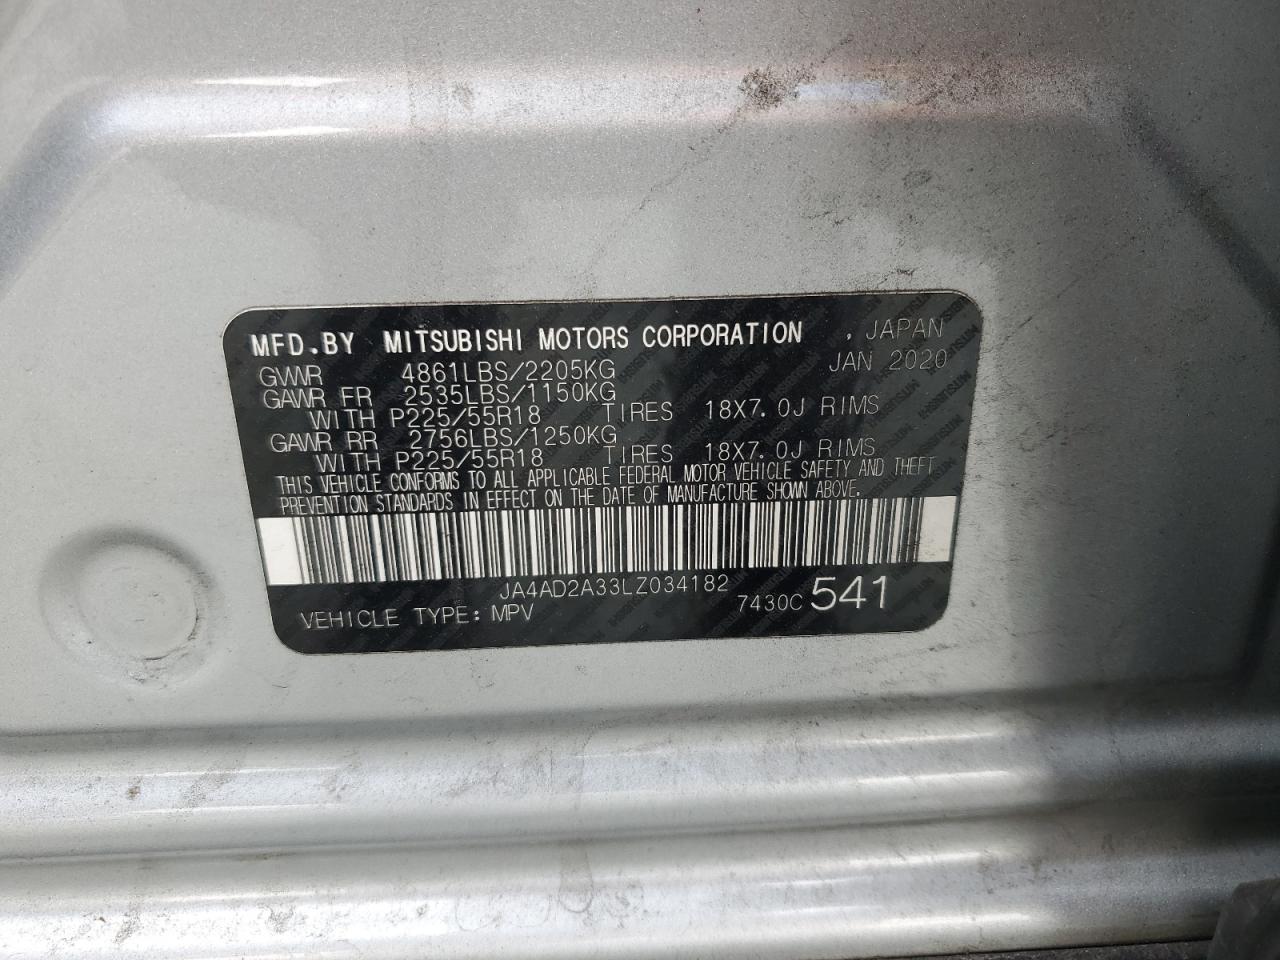 MFD.BY MITSUBISHI MOTORS CORPORATION , JAPAN
GVWR 4861LBS/2205KG JAN 2020
GAWR FR 2535LBS/1150KG
WITH P225/55R18 TIRES 18X7.0J RIMS
GAWR RR 2756LBS/1250KG
WITH P225/55R18 TIRES 18X7.0J RIMS
THIS VEHICLE CONFORMS TO ALL APPLICABLE FEDERAL MOTOR VEHICLE SAFETY AND THEFT
PREVENTION STANDARDS IN EFFECT ON THE DATE OF MANUFACTURE SHOWN ABOVE.
JA4AD2A33LZ034182
VEHICLE TYPE: MPV 7430C 541